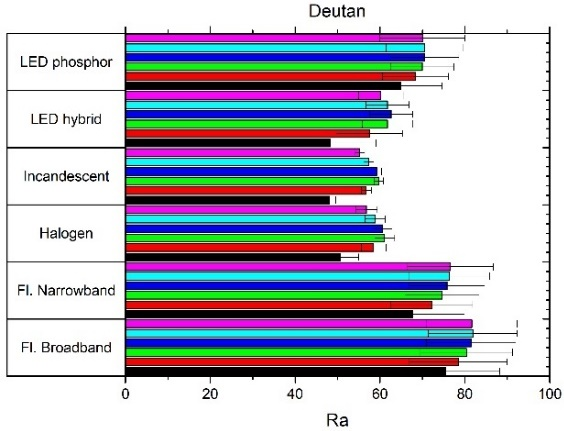 Deutan
LED phosphor
LED hybrid
Incandescent
Halogen
Fl. Narrowband
Fl. Broadband
0 20 40 60 80 100
Ra